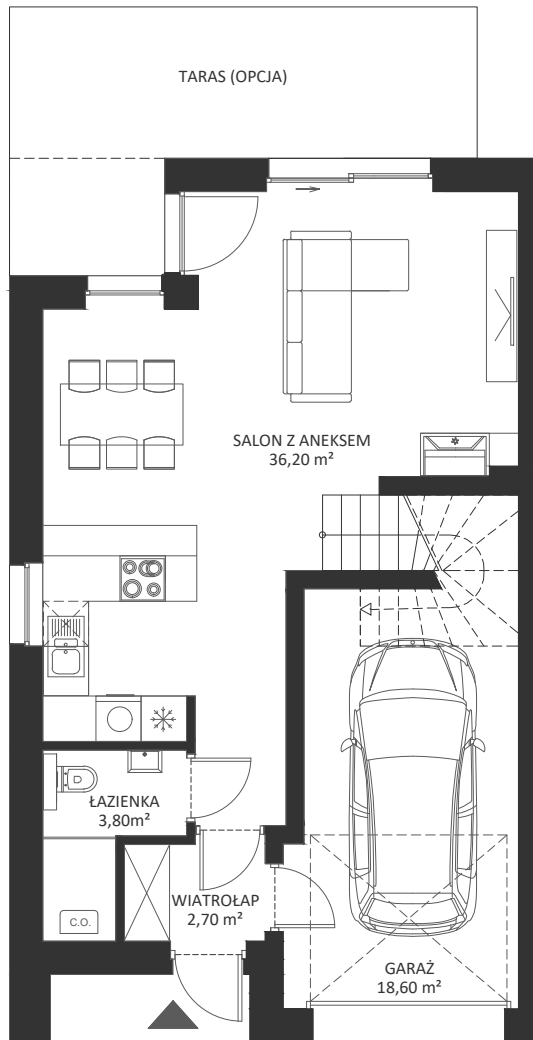 TARAS (OPCJA)
SALON Z ANEKSEM
36,20 m²
ŁAZIENKA
3,80m²
WIATROŁAP
2,70 m²
C.O.
GARAŻ
18,60 m²